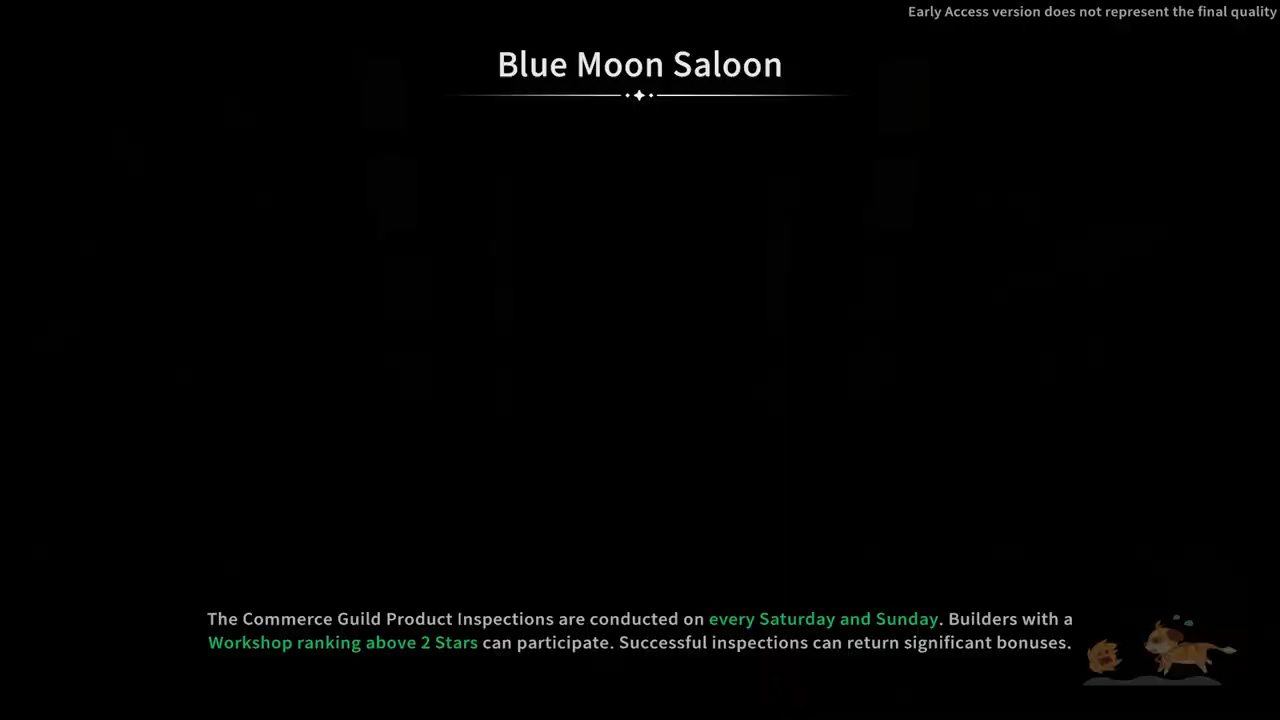 Early Access version does not represent the final quality
Blue Moon Saloon
The Commerce Guild Product Inspections are conducted on every Saturday and Sunday. Builders with a
Workshop ranking above 2 Stars can participate. Successful inspections can return significant bonuses.